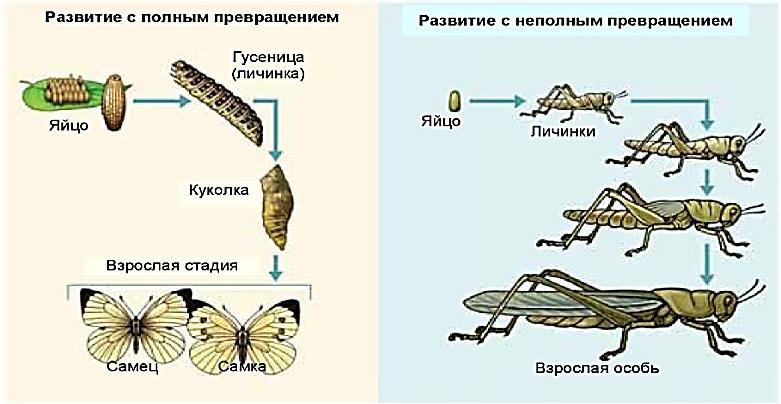 Развитие с полным превращением
Гусеница
(личинка)
Яйцо
Куколка
Взрослая стадия
Самец
Самка
Развитие с неполным превращением
Яйцо
Личинки
Взрослая особь